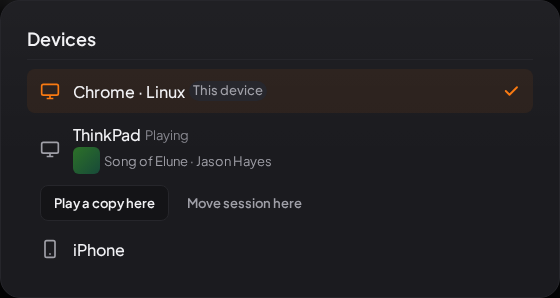 Devices
Chrome · Linux This device
ThinkPad Playing
Song of Elune · Jason Hayes
Play a copy here Move session here
iPhone